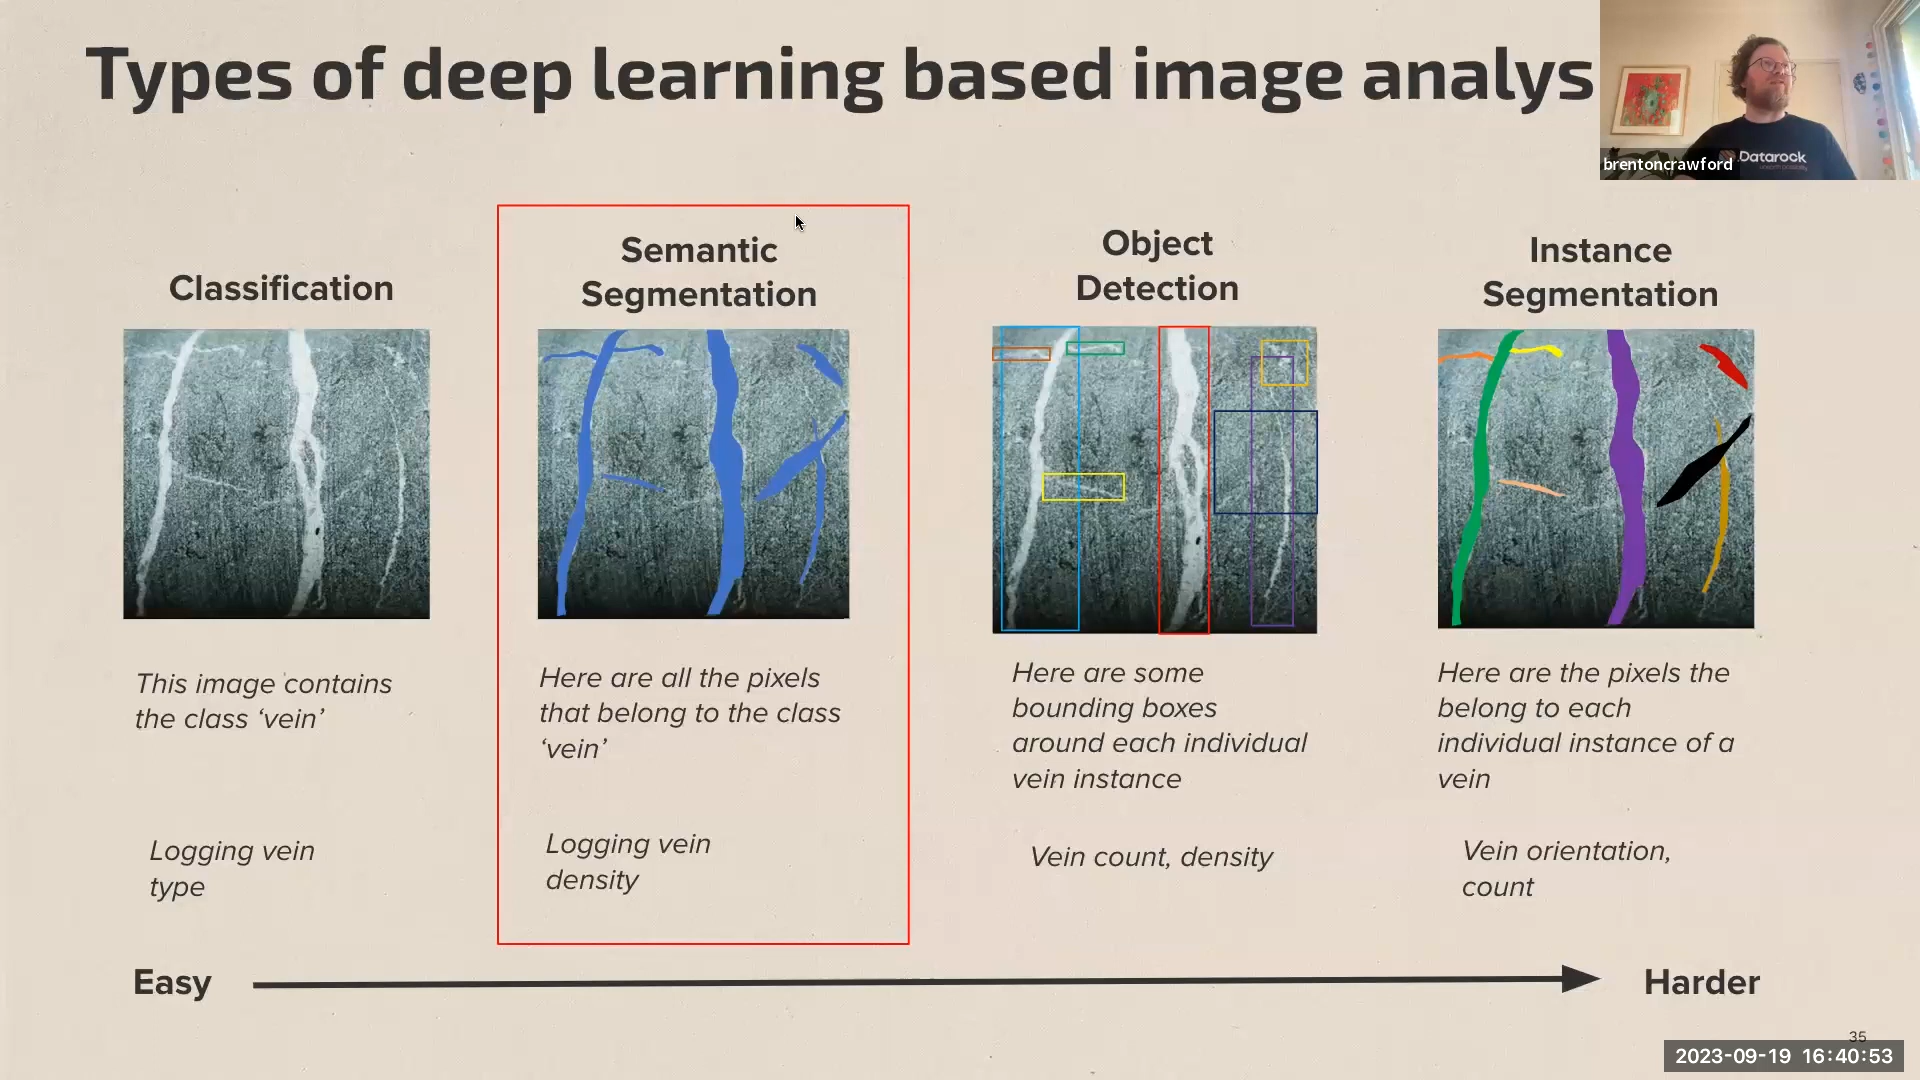 Types of deep learning based image analys
brentoncrawford
Datarock
Classification
Semantic
Segmentation
Object
Detection
Instance
Segmentation
This image contains
the class ‘vein’
Here are all the pixels
that belong to the class
‘vein’
Here are some
bounding boxes
around each individual
vein instance
Here are the pixels the
belong to each
individual instance of a
vein
Logging vein
type
Logging vein
density
Vein count, density
Vein orientation,
count
Easy
Harder
35
2023-09-19 16:40:53